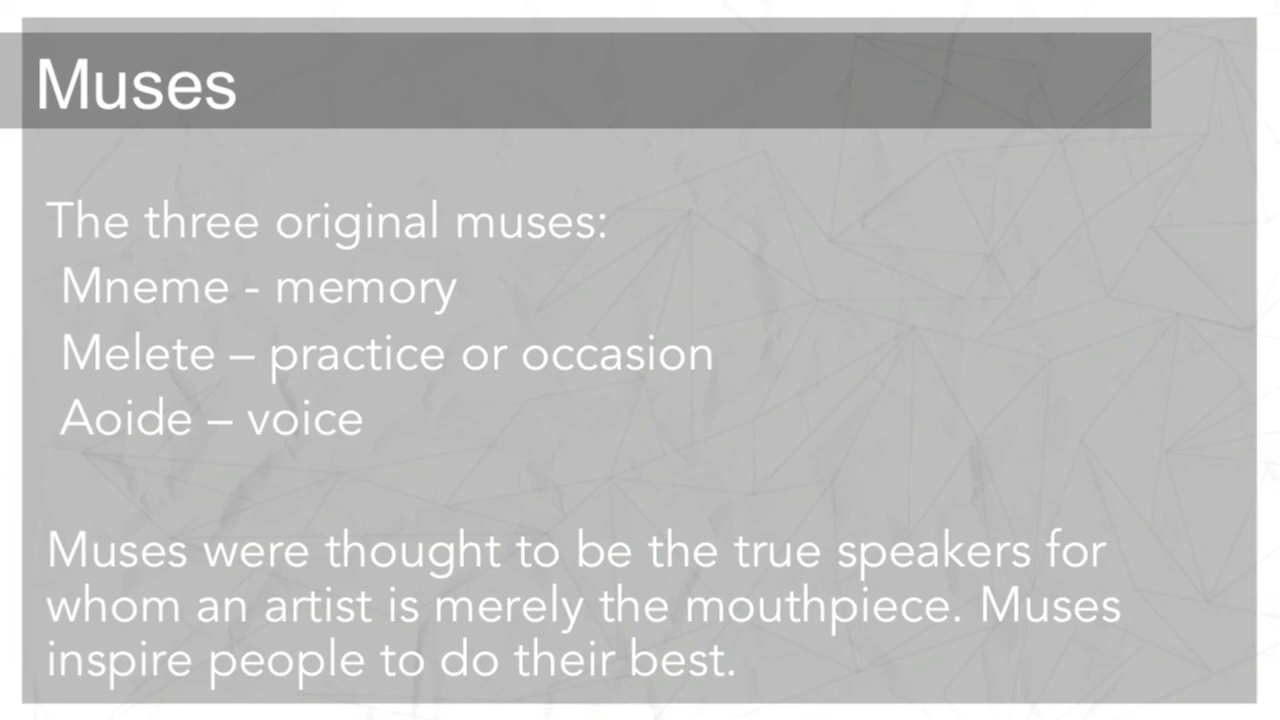 Muses
The three original muses:
Mneme - memory
Melete – practice or occasion
Aoide – voice
Muses were thought to be the true speakers for
whom an artist is merely the mouthpiece. Muses
inspire people to do their best.